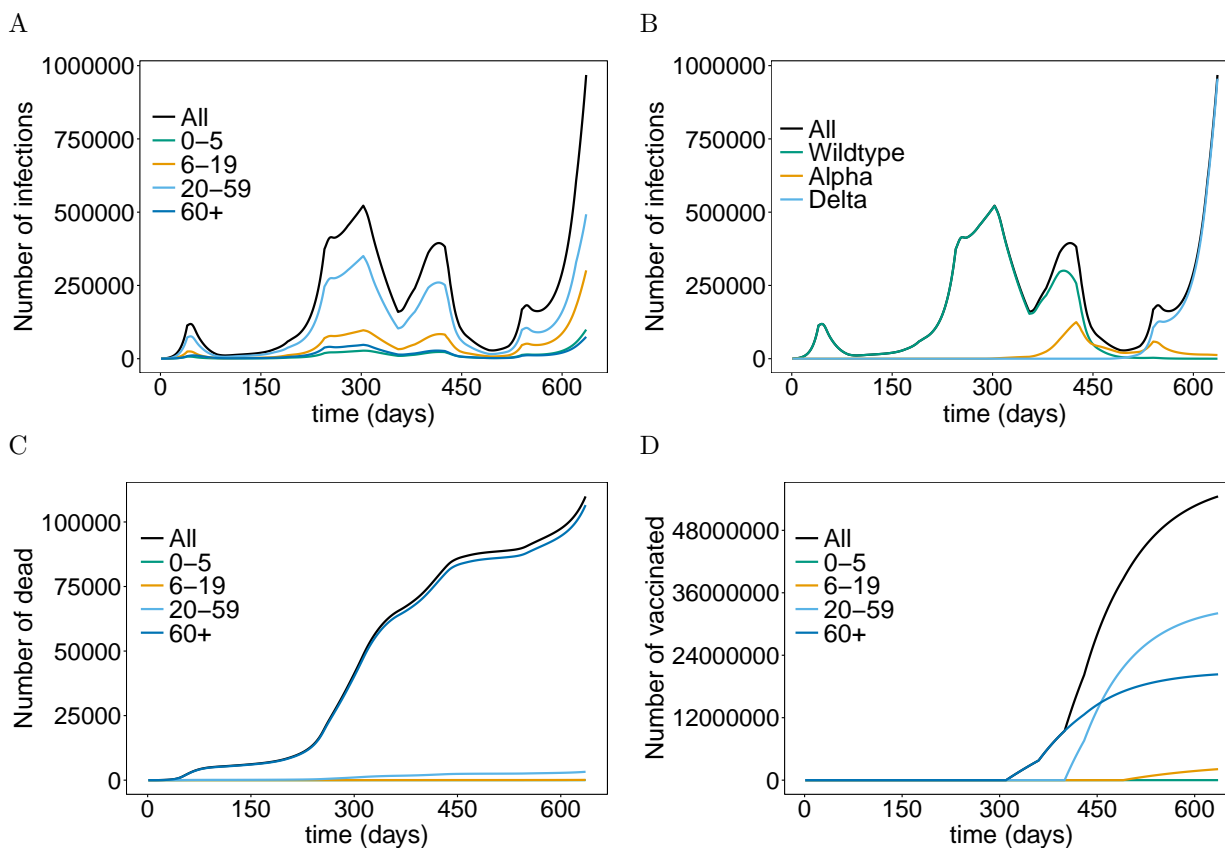 A
Number of infections
1000000
750000
500000
250000
0
All
0−5
6−19
20−59
60+
0 150 300 450 600
time (days)
B
Number of infections
1000000
750000
500000
250000
0
All
Wildtype
Alpha
Delta
0 150 300 450 600
time (days)
C
Number of dead
100000
75000
50000
25000
0
All
0−5
6−19
20−59
60+
0 150 300 450 600
time (days)
D
Number of vaccinated
48000000
36000000
24000000
12000000
0
All
0−5
6−19
20−59
60+
0 150 300 450 600
time (days)